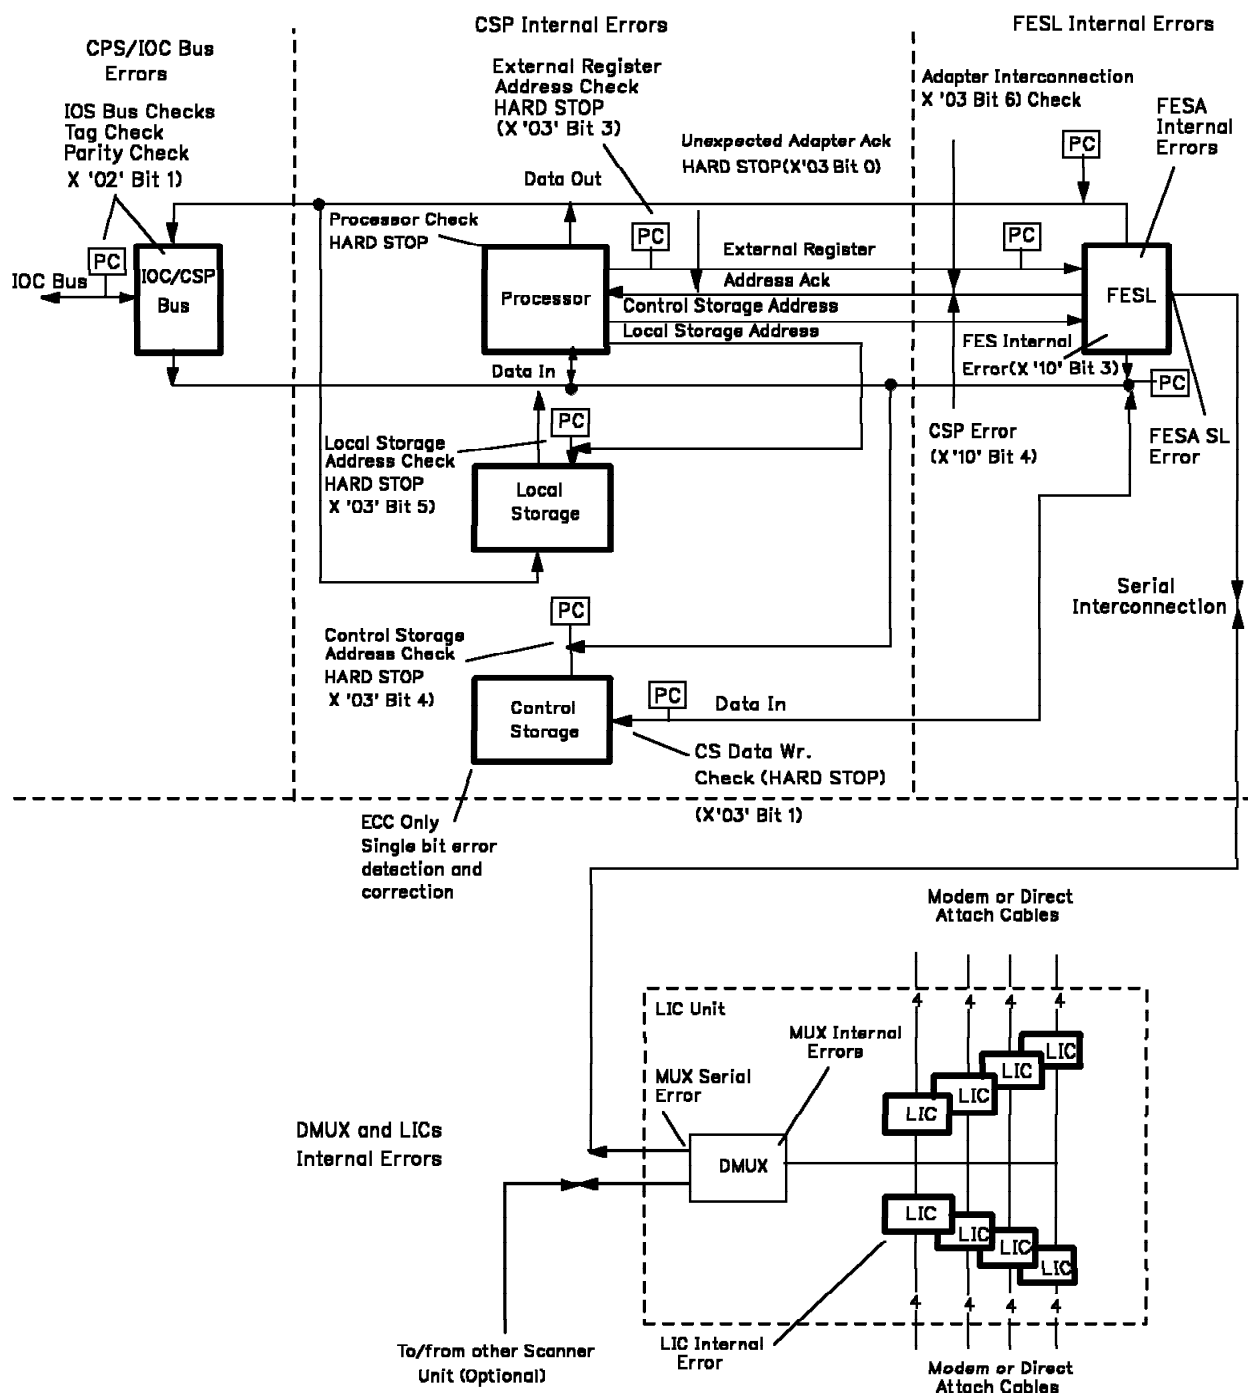 CPS/IOC Bus
Errors
IOS Bus Checks
Tag Check
Parity Check
X '02' Bit 1)
PC
IOC Bus
IOC/CSP
Bus
CSP Internal Errors
External Register
Address Check
HARD STOP
(X '03' Bit 3)
Unexpected Adapter Ack
HARD STOP(X'03 Bit 0)
Data Out
Processor Check
HARD STOP
PC
Processor
External Register
Address Ack
Control Storage Address
Local Storage Address
Data In
PC
Local Storage
Address Check
HARD STOP
X '03' Bit 5)
Local
Storage
PC
Control Storage
Address Check
HARD STOP
X '03' Bit 4)
Control
Storage
PC
Data In
CS Data Wr.
Check (HARD STOP)
(X'03' Bit 1)
ECC Only
Single bit error
detection and
correction
FESL Internal Errors
Adapter Interconnection
X '03 Bit 6) Check
PC
FESA
Internal
Errors
PC
FESL
FES Internal
Error(X '10' Bit 3)
PC
CSP Error
(X '10' Bit 4)
FESA SL
Error
Serial
Interconnection
Modem or Direct
Attach Cables
4
4
4
4
LIC Unit
MUX Internal
Errors
MUX Serial
Error
LIC
LIC
LIC
LIC
DMUX and LICs
Internal Errors
DMUX
LIC
LIC
LIC
LIC
4
4
4
4
LIC Internal
Error
To/from other Scanner
Unit (Optional)
Modem or Direct
Attach Cables